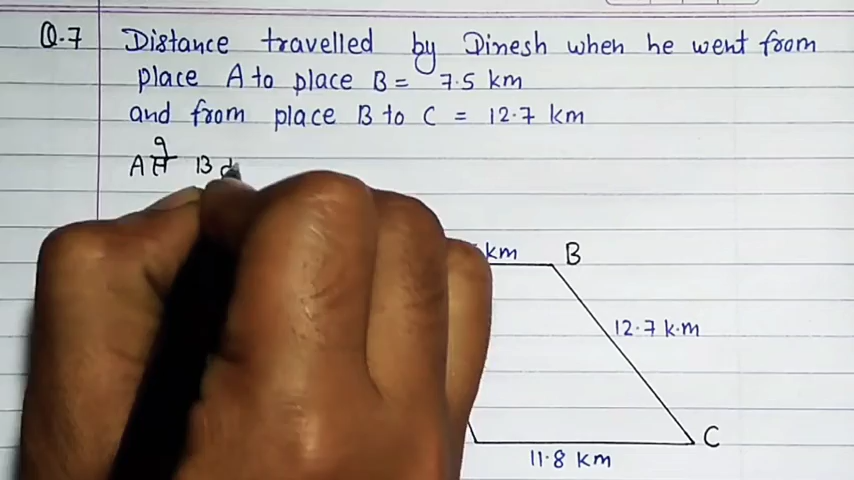 Q.7 Distance travelled by Dinesh when he went from
place A to place B = 7.5 km
and from place B to C = 12.7 km
A से B
km B
12.7 k.m
C
11.8 km